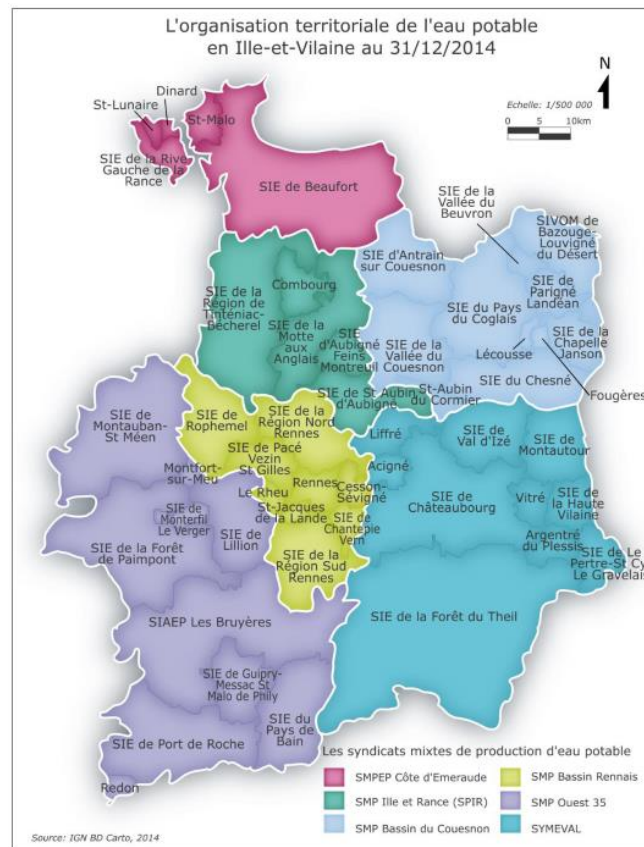 L'organisation territoriale de l'eau potable
en Ille-et-Vilaine au 31/12/2014
N
Echelle: 1/500 000
0 5 10km
Dinard
St-Lunaire
St-Malo
SIE de la Rive
Gauche de la
Rance
SIE de Beaufort
SIE de la
Vallée du
Beuvron
SIVOM de
Bazouge-
Louvigné du
Désert
SIE d'Antrain
sur Couesnon
SIE de
Parigné
Landéan
SIE du Pays
du Coglais
SIE de la
Chapelle
Janson
Lécousse
Fougères
SIE du Chesné
SIE de la
Vallée du
Couesnon
St-Aubin
du Cormier
Combourg
SIE de la
Région de
Tinténiac-
Bécherel
SIE de la
Motte
aux
Anglais
SIE
d'Aubigné
Feins
Montreuil
SIE de St Aubin
d'Aubigné
SIE de
Montauban-
St Méen
SIE de
Rophemel
SIE de la
Région Nord
Rennes
SIE de Pacé
Vezin
St Gilles
Montfort-
sur-Meu
Rennes
Cesson-
Sévigné
Le Rheu
St-Jacques
de la Lande
SIE de
Chantepie
Vern
SIE de la
Région Sud
Rennes
Liffré
Acigné
SIE de
Val d'Izé
SIE de
Montautour
SIE de
Châteaubourg
Vitré
SIE de
la Haute
Vilaine
Argentré
du Plessis
SIE de Le
Pertre-St Cyr
Le Gravelais
SIE de la Forêt du Theil
SIE de
Monterfil
Le Verger
SIE de
Lillion
SIE de la Forêt
de Paimpont
SIAEP Les Bruyères
SIE de Guipry-
Messac St
Malo de Phily
SIE du
Pays de
Bain
SIE de Port de Roche
Redon
Les syndicats mixtes de production d'eau potable
SMPEP Côte d'Emeraude
SMP Bassin Rennais
SMP Ille et Rance (SPIR)
SMP Ouest 35
SMP Bassin du Couesnon
SYMEVAL
Source: IGN BD Carto, 2014